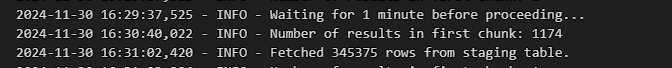 2024-11-30 16:29:37,525 - INFO - Waiting for 1 minute before proceeding...
2024-11-30 16:30:40,022 - INFO - Number of results in first chunk: 1174
2024-11-30 16:31:02,420 - INFO - Fetched 345375 rows from staging table.